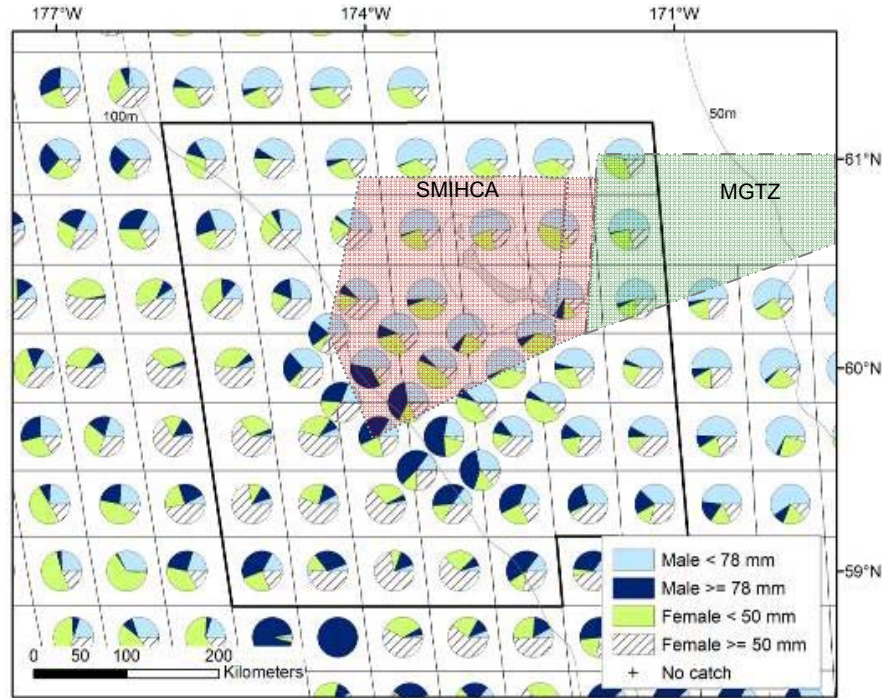 177°W 174°W 171°W
100m
50m
61°N
SMIHCA
MGTZ
60°N
59°N
Male < 78 mm
Male >= 78 mm
Female < 50 mm
Female >= 50 mm
+ No catch
0 50 100 200
Kilometers